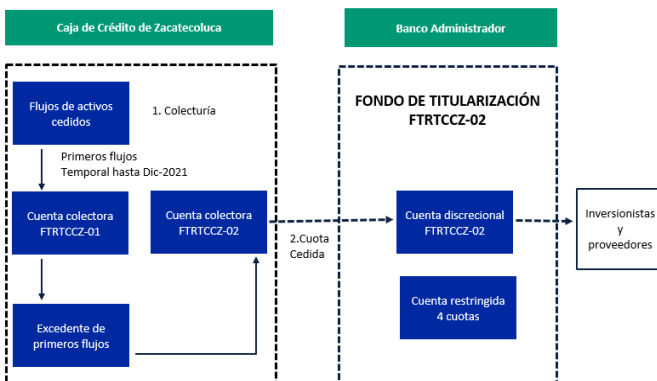 Caja de Crédito de Zacatecoluca
Banco Administrador
Flujos de activos
cedidos
1. Colecturía
Primeros flujos
Temporal hasta Dic-2021
Cuenta colectora
FTRTCCZ-01
Cuenta colectora
FTRTCCZ-02
Excedente de
primeros flujos
2.Cuota
Cedida
FONDO DE TITULARIZACIÓN
FTRTCCZ-02
Cuenta discrecional
FTRTCCZ-02
Cuenta restringida
4 cuotas
Inversionistas
y
proveedores